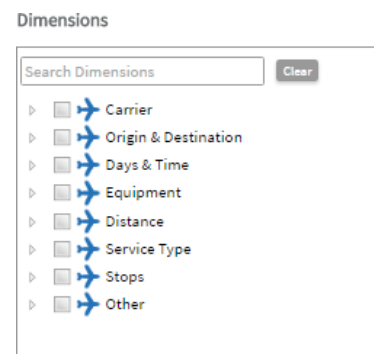 Dimensions
Search Dimensions
Clear
Carrier
Origin & Destination
Days & Time
Equipment
Distance
Service Type
Stops
Other